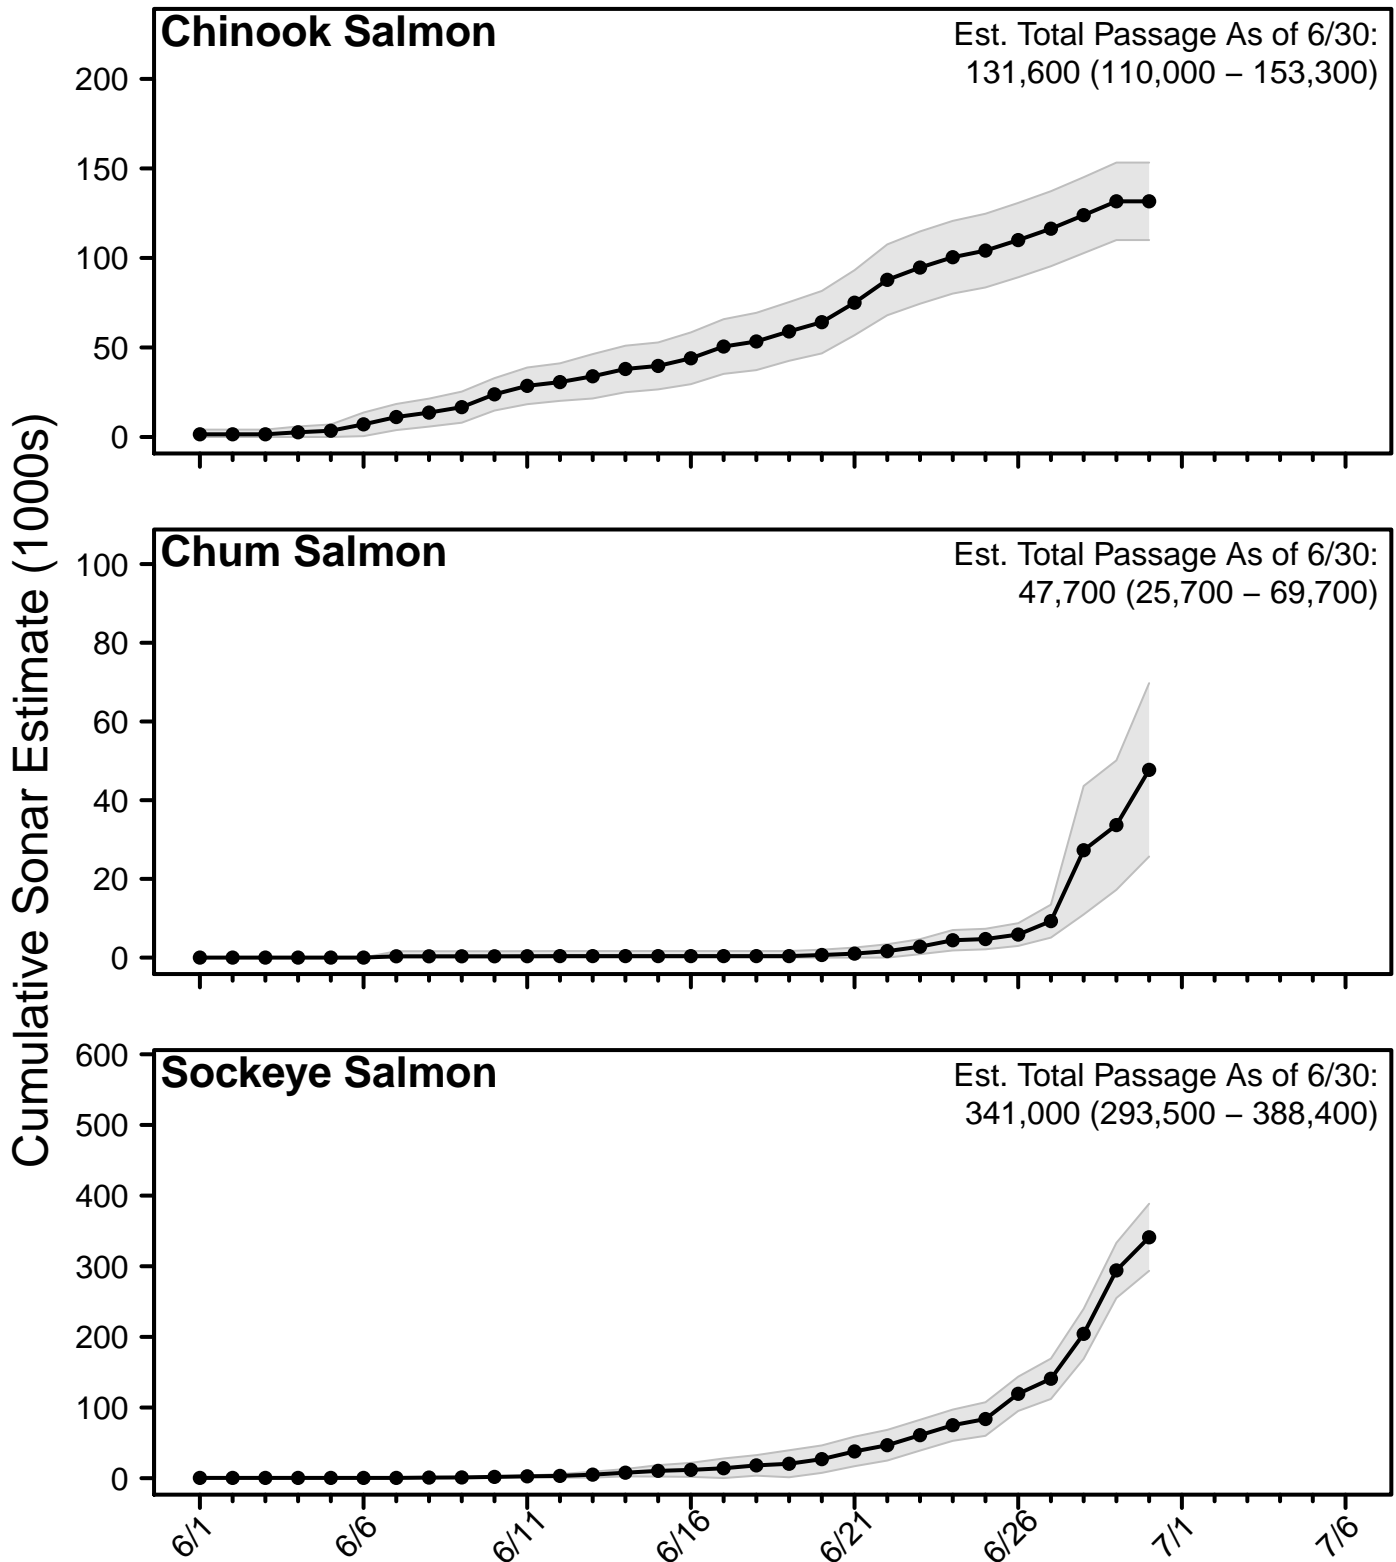 Cumulative Sonar Estimate (1000s)
Chinook Salmon
Est. Total Passage As of 6/30:
131,600 (110,000 – 153,300)
200
150
100
50
0
Chum Salmon
Est. Total Passage As of 6/30:
47,700 (25,700 – 69,700)
100
80
60
40
20
0
Sockeye Salmon
Est. Total Passage As of 6/30:
341,000 (293,500 – 388,400)
600
500
400
300
200
100
0
6/1 6/6 6/11 6/16 6/21 6/26 7/1 7/6